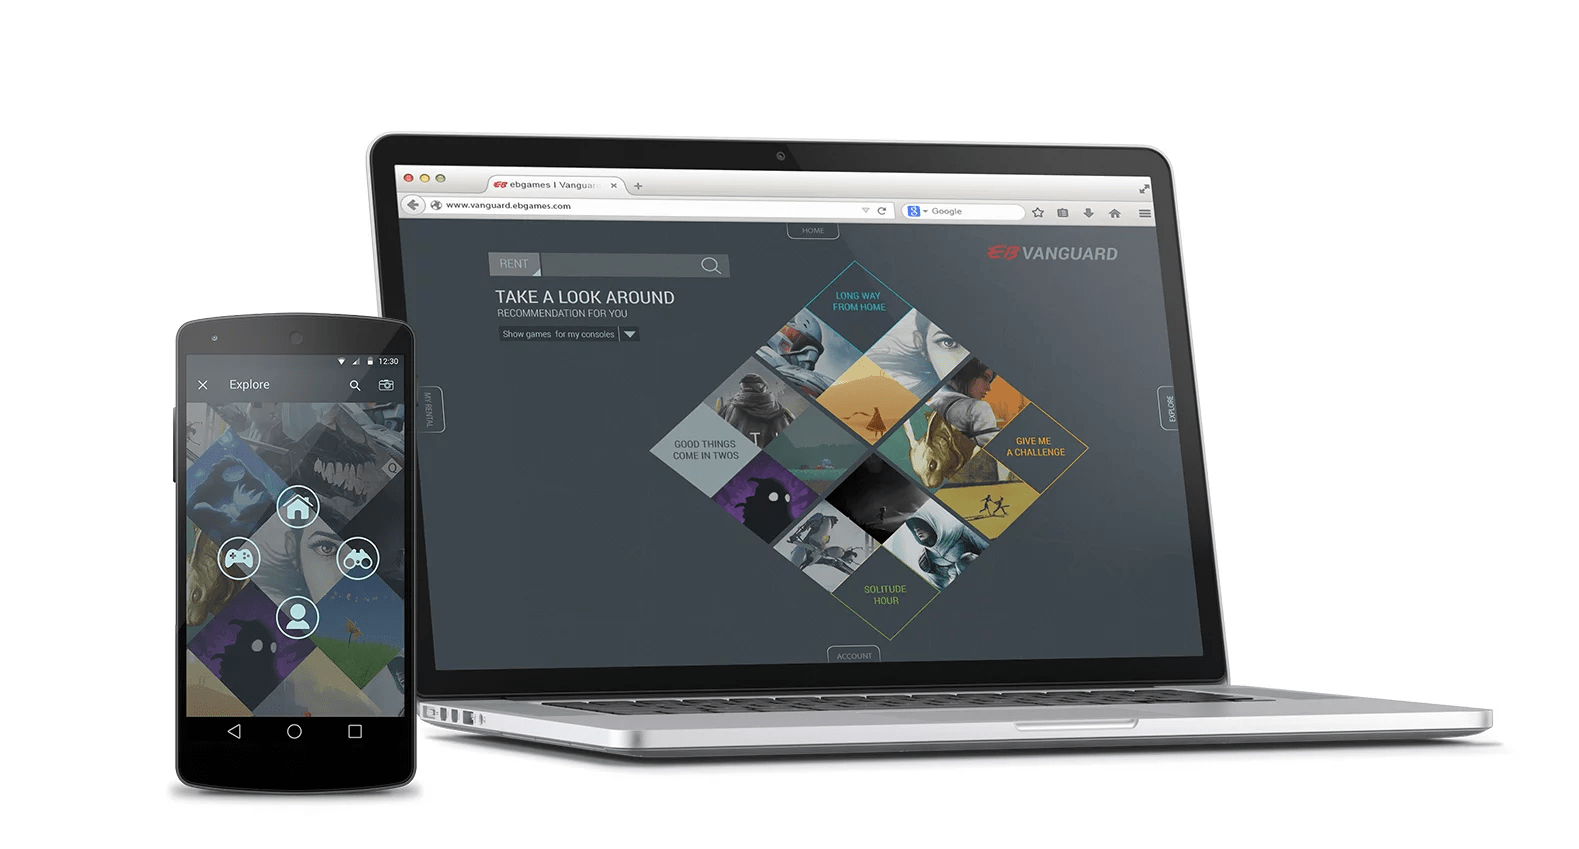 ebgames I Vanguar
www.vanguard.ebgames.com
Google
HOME
EB VANGUARD
RENT
TAKE A LOOK AROUND
RECOMMENDATION FOR YOU
Show games for my consoles
LONG WAY
FROM HOME
GOOD THINGS
COME IN TWOS
GIVE ME
A CHALLENGE
SOLITUDE
HOUR
MY RENTAL
EXPLORE
ACCOUNT
12:30
Explore